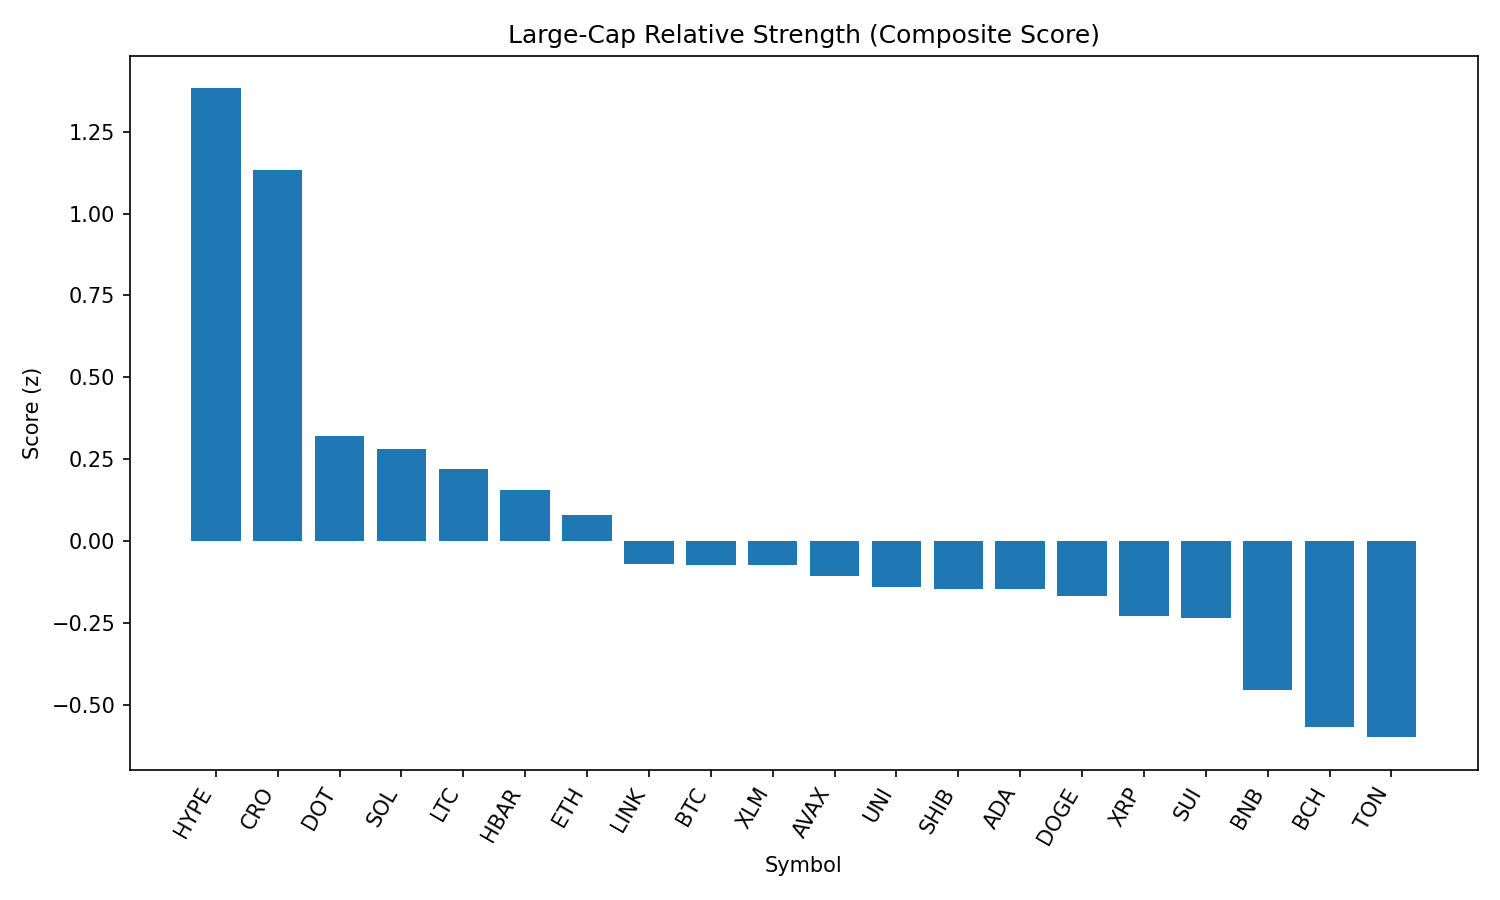 Large-Cap Relative Strength (Composite Score)
Score (z)
1.25
1.00
0.75
0.50
0.25
0.00
−0.25
−0.50
HYPE
CRO
DOT
SOL
LTC
HBAR
ETH
LINK
BTC
XLM
AVAX
UNI
SHIB
ADA
DOGE
XRP
SUI
BNB
BCH
TON
Symbol